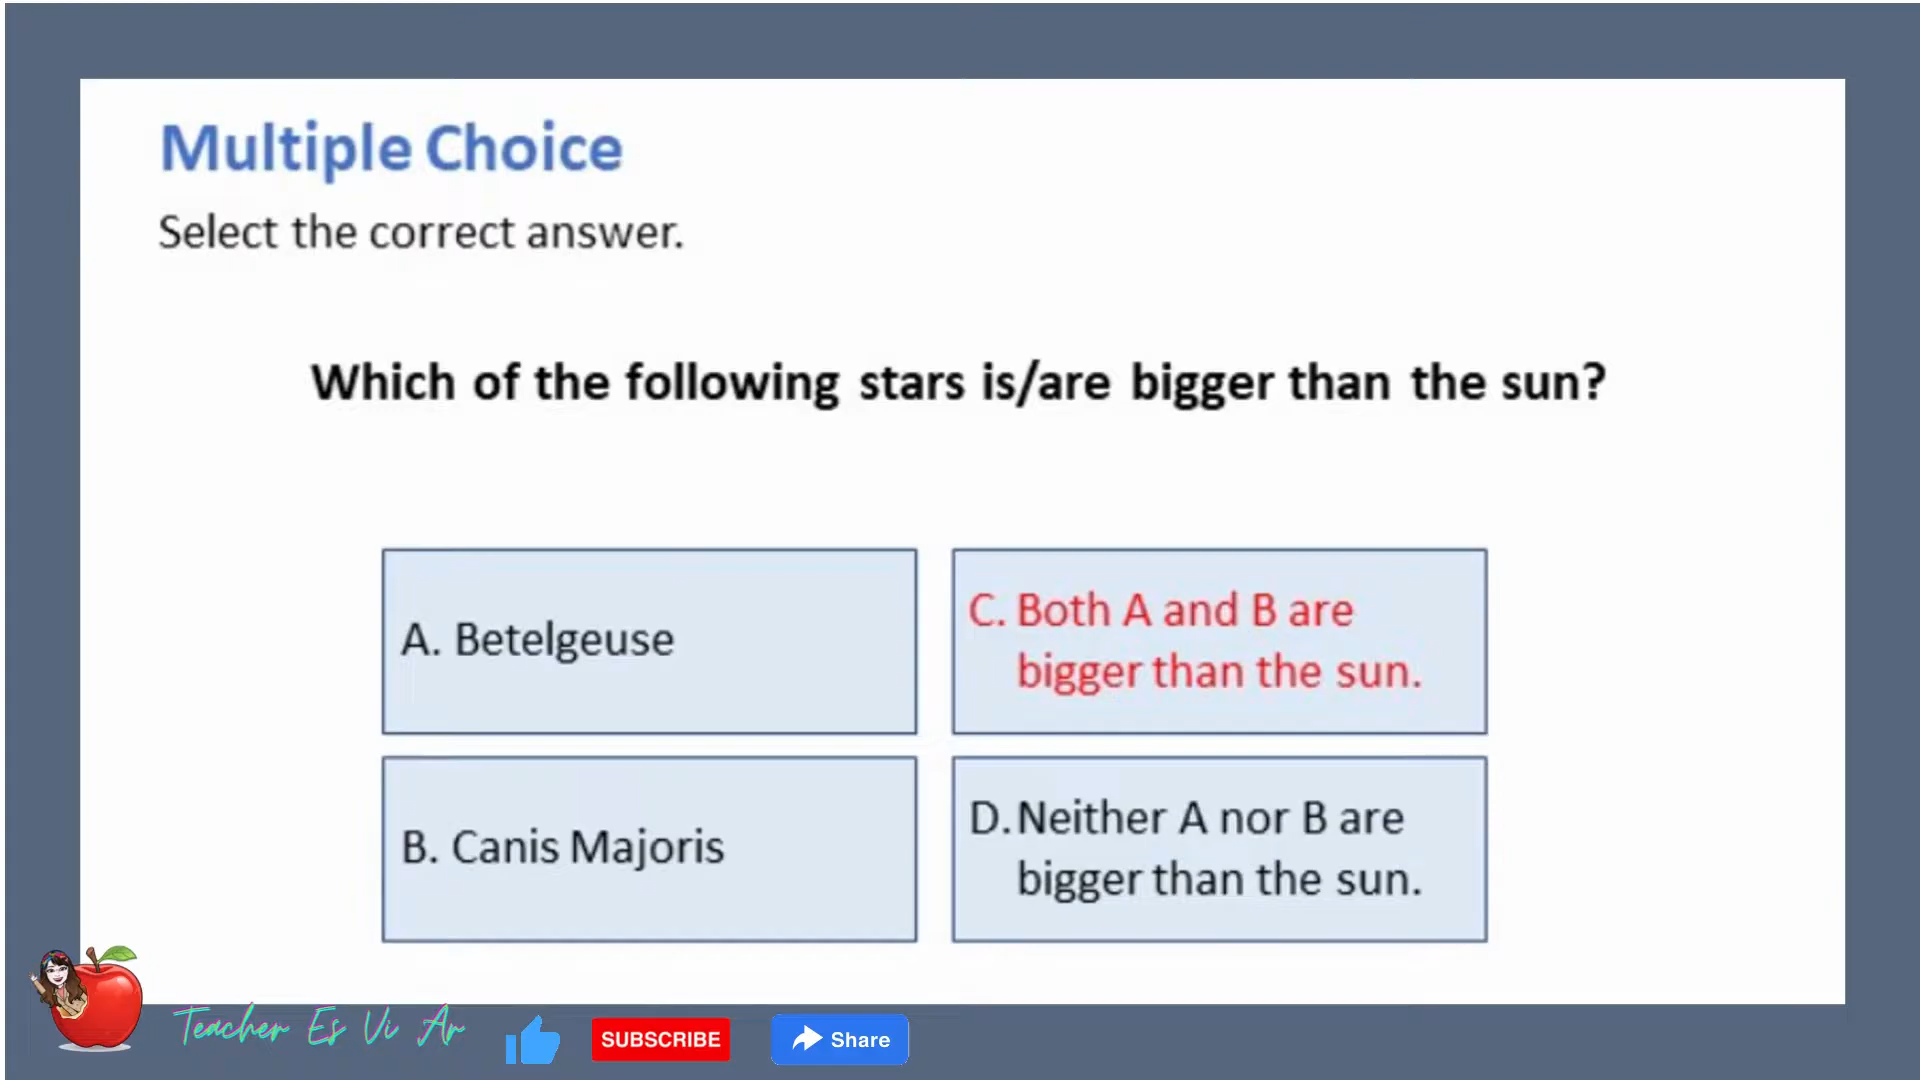 Multiple Choice
Select the correct answer.
Which of the following stars is/are bigger than the sun?
A. Betelgeuse
B. Canis Majoris
C. Both A and B are
bigger than the sun.
D. Neither A nor B are
bigger than the sun.
Teacher Es Vi Ar
SUBSCRIBE
Share